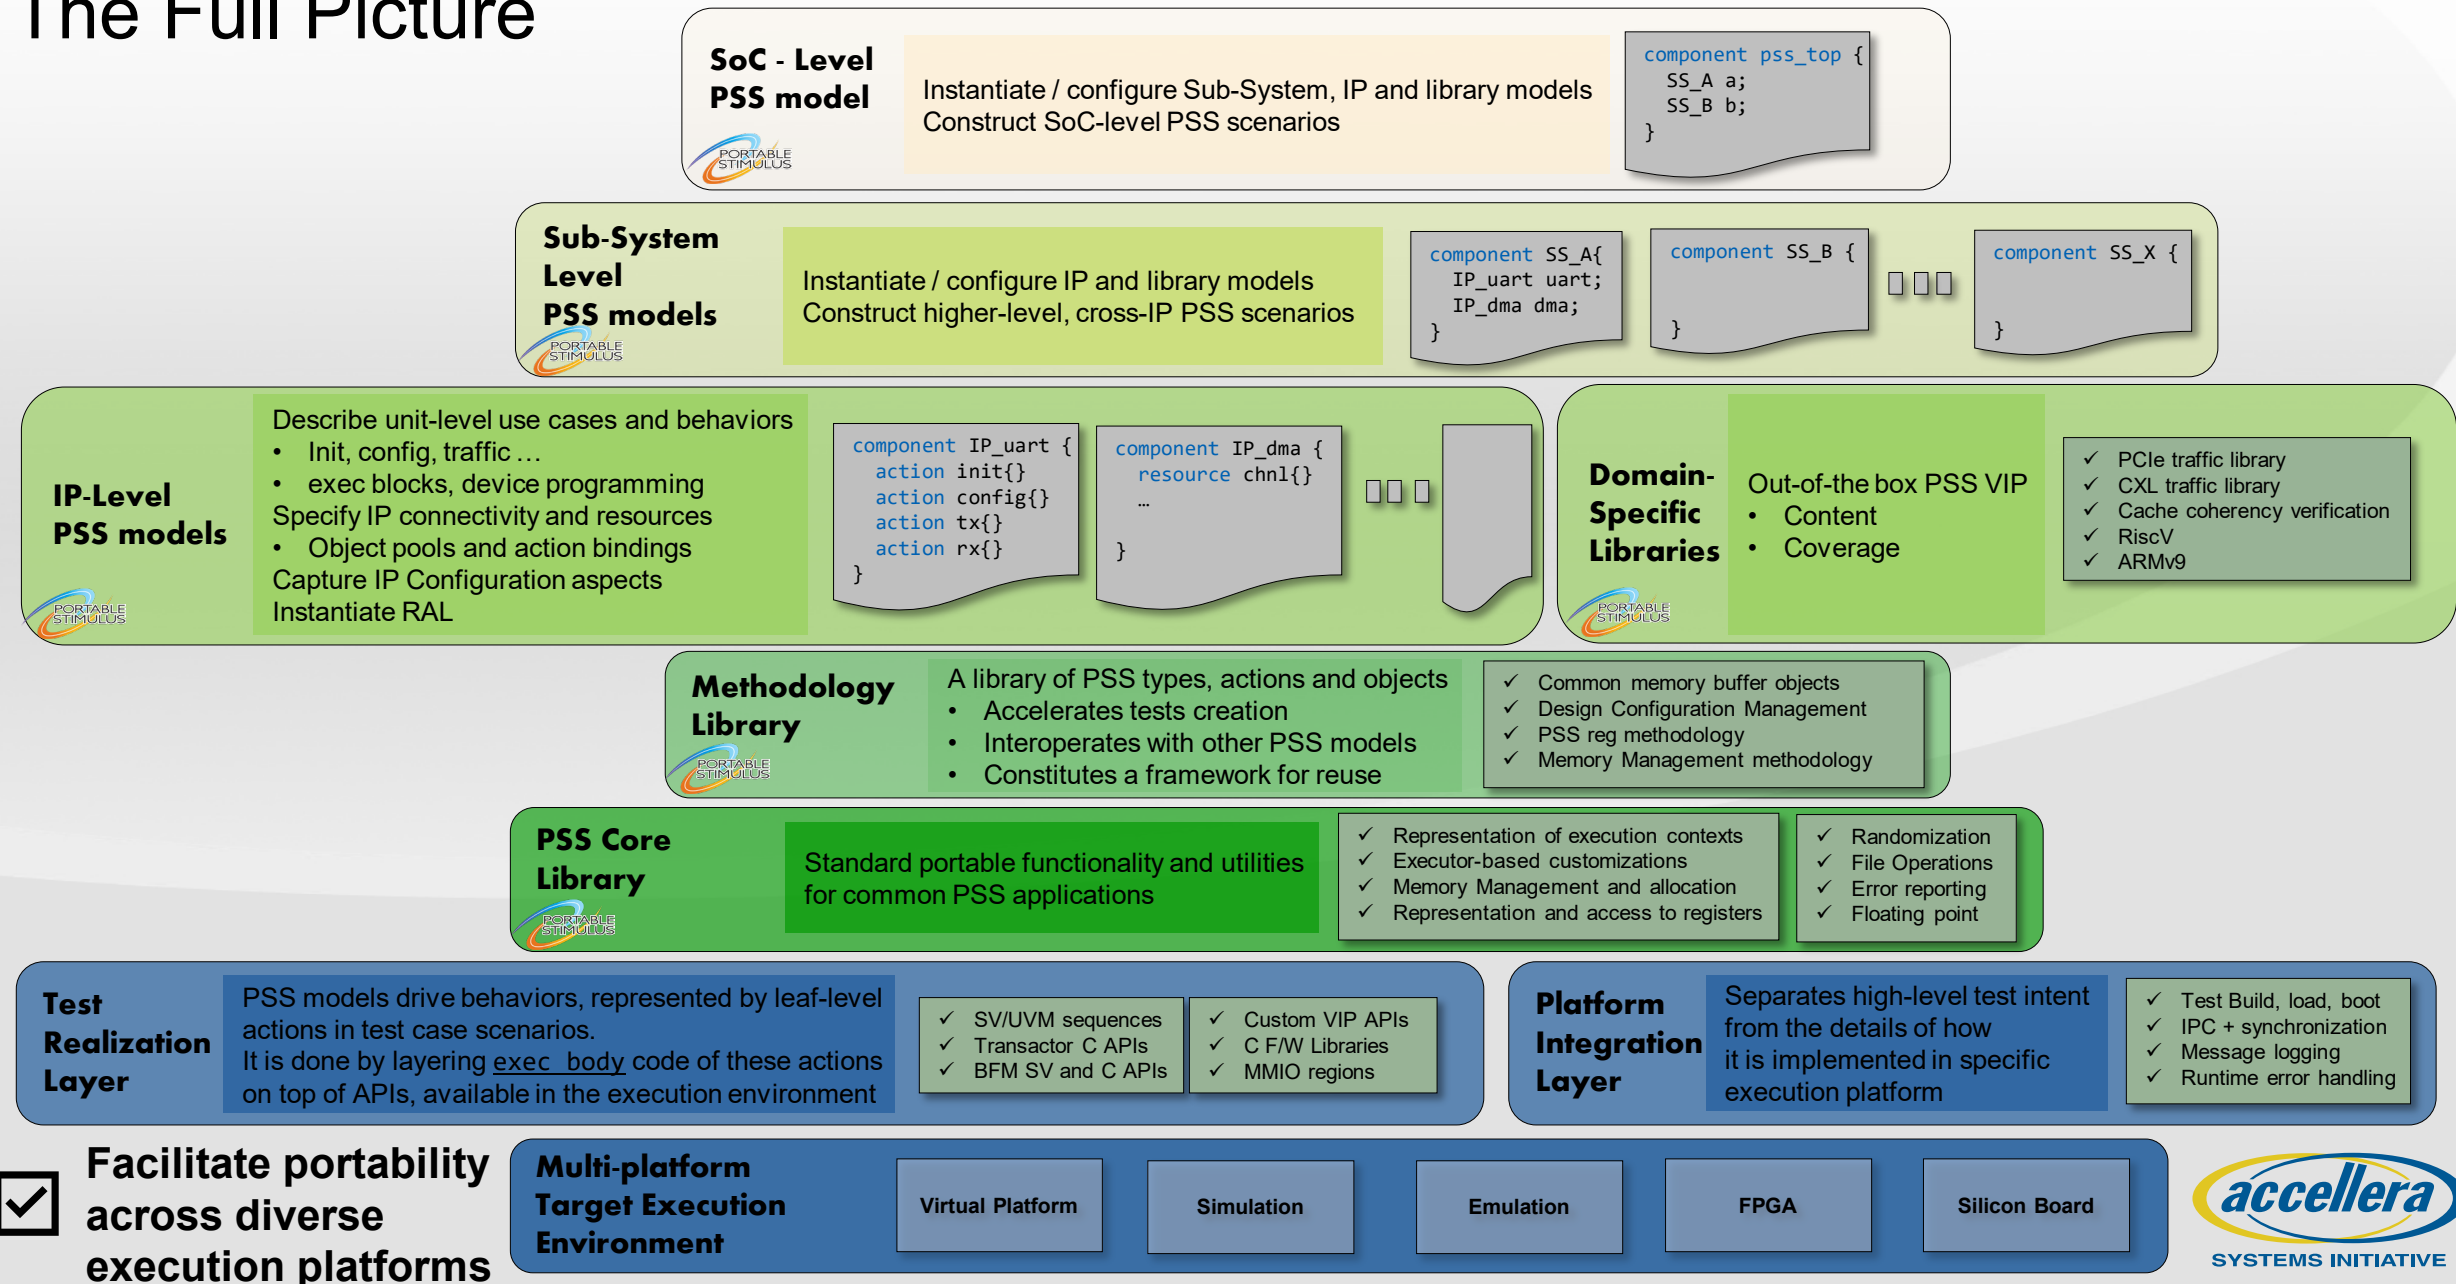 The Full Picture
SoC - Level
PSS model
PORTABLE
STIMULUS
Instantiate / configure Sub-System, IP and library models
Construct SoC-level PSS scenarios
component pss_top {
SS_A a;
SS_B b;
}
Sub-System
Level
PSS models
PORTABLE
STIMULUS
Instantiate / configure IP and library models
Construct higher-level, cross-IP PSS scenarios
component SS_A{
IP_uart uart;
IP_dma dma;
}
component SS_B {
}
component SS_X {
}
IP-Level
PSS models
PORTABLE
STIMULUS
Describe unit-level use cases and behaviors
• Init, config, traffic …
• exec blocks, device programming
Specify IP connectivity and resources
• Object pools and action bindings
Capture IP Configuration aspects
Instantiate RAL
component IP_uart {
action init{}
action config{}
action tx{}
action rx{}
}
component IP_dma {
resource chnl{}
…
}
Domain-
Specific
Libraries
PORTABLE
STIMULUS
Out-of-the box PSS VIP
• Content
• Coverage
✓ PCIe traffic library
✓ CXL traffic library
✓ Cache coherency verification
✓ RiscV
✓ ARMv9
Methodology
Library
PORTABLE
STIMULUS
A library of PSS types, actions and objects
• Accelerates tests creation
• Interoperates with other PSS models
• Constitutes a framework for reuse
✓ Common memory buffer objects
✓ Design Configuration Management
✓ PSS reg methodology
✓ Memory Management methodology
PSS Core
Library
PORTABLE
STIMULUS
Standard portable functionality and utilities
for common PSS applications
✓ Representation of execution contexts
✓ Executor-based customizations
✓ Memory Management and allocation
✓ Representation and access to registers
✓ Randomization
✓ File Operations
✓ Error reporting
✓ Floating point
Test
Realization
Layer
PSS models drive behaviors, represented by leaf-level
actions in test case scenarios.
It is done by layering exec body code of these actions
on top of APIs, available in the execution environment
✓ SV/UVM sequences
✓ Transactor C APIs
✓ BFM SV and C APIs
✓ Custom VIP APIs
✓ C F/W Libraries
✓ MMIO regions
Platform
Integration
Layer
Separates high-level test intent
from the details of how
it is implemented in specific
execution platform
✓ Test Build, load, boot
✓ IPC + synchronization
✓ Message logging
✓ Runtime error handling
Facilitate portability
across diverse
execution platforms
Multi-platform
Target Execution
Environment
Virtual Platform
Simulation
Emulation
FPGA
Silicon Board
accellera
SYSTEMS INITIATIVE